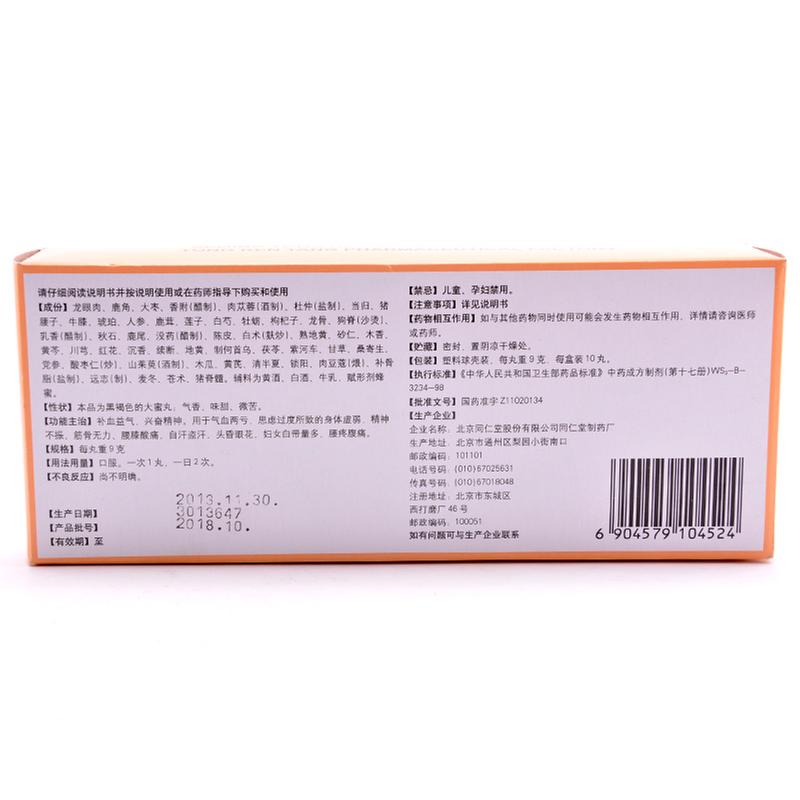 请仔细阅读说明书并按说明使用或在药师指导下购买和使用
【成份】龙眼肉、鹿角、大枣、香附(醋制)、肉苁蓉(酒制)、杜仲(盐制)、当归、猪
腰子、牛膝、琥珀、人参、鹿茸、莲子、白芍、牡蛎、枸杞子、龙骨、狗脊(沙烫)、
乳香(醋制)、秋石、鹿尾、没药(醋制)、陈皮、白术(麸炒)、熟地黄、砂仁、木香、
黄芩、川芎、红花、沉香、续断、地黄、制何首乌、茯苓、紫河车、甘草、桑寄生、
党参、酸枣仁(炒)、山茱萸(酒制)、木瓜、黄芪、清半夏、锁阳、肉豆蔻(煨)、补骨
脂(盐制)、远志(制)、麦冬、苍术、猪脊髓。辅料为黄酒、白酒、牛乳、赋形剂蜂
蜜。
【性状】本品为黑褐色的大蜜丸；气香，味甜、微苦。
【功能主治】补血益气，兴奋精神。用于气血两亏，思虑过度所致的身体虚弱，精神
不振，筋骨无力，腰膝酸痛，自汗盗汗，头昏眼花，妇女白带量多，腰疼腹痛。
【规格】每丸重9克
【用法用量】口服。一次1丸，一日2次。
【不良反应】尚不明确。
【生产日期】 2013.11.30.
【产品批号】 3013647
【有效期】至 2018.10.
【禁忌】儿童、孕妇禁用。
【注意事项】详见说明书
【药物相互作用】如与其他药物同时使用可能会发生药物相互作用，详情请咨询医师
或药师。
【贮藏】密封，置阴凉干燥处。
【包装】塑料球壳装，每丸重9克，每盒装10丸。
【执行标准】《中华人民共和国卫生部药品标准》中药成方制剂(第十七册)WS₃-B-
3234-98
【批准文号】国药准字Z11020134
【生产企业】
企业名称：北京同仁堂股份有限公司同仁堂制药厂
生产地址：北京市通州区梨园小街南口
邮政编码：101101
电话号码：(010)67025631
传真号码：(010)67018048
注册地址：北京市东城区
西打磨厂46号
邮政编码：100051
如有问题可与生产企业联系
6 904579 104524